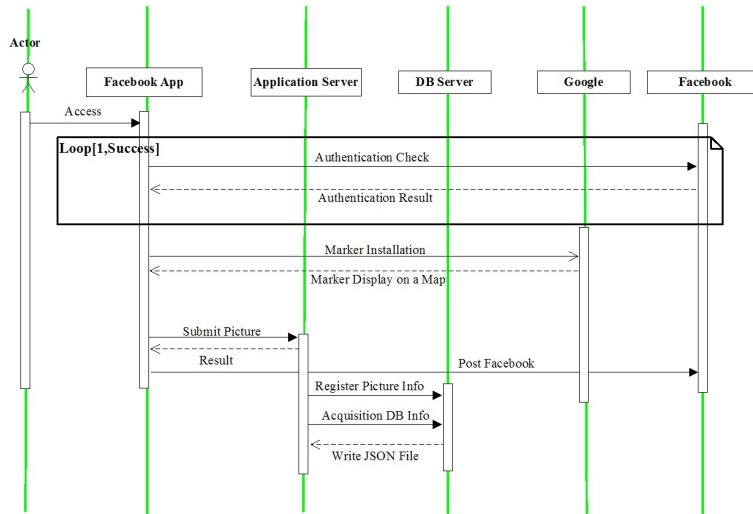 Actor
Facebook App
Application Server
DB Server
Google
Facebook
Access
Loop[1,Success]
Authentication Check
Authentication Result
Marker Installation
Marker Display on a Map
Submit Picture
Result
Post Facebook
Register Picture Info
Acquisition DB Info
Write JSON File